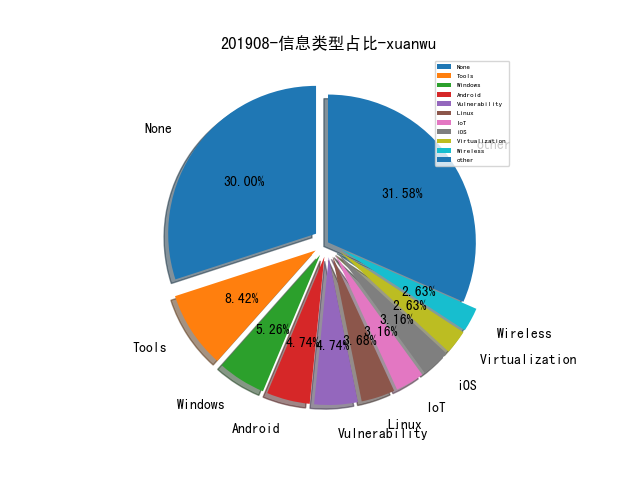 201908-信息类型占比-xuanwu
None
Tools
Windows
Android
Vulnerability
Linux
IoT
iOS
Virtualization
Wireless
other
other
None
30.00%
31.58%
Tools
8.42%
Windows
5.26%
Android
4.74%
Vulnerability
4.74%
Linux
3.68%
IoT
3.16%
iOS
3.16%
Virtualization
2.63%
Wireless
2.63%